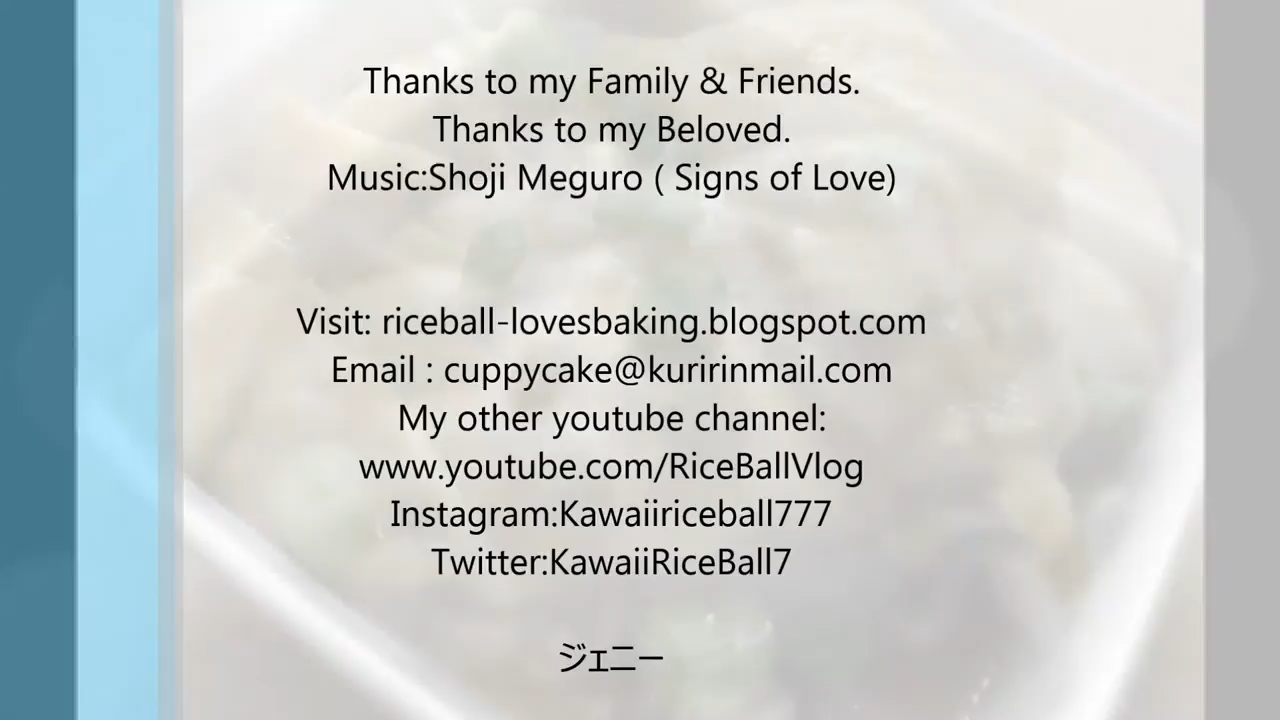 Thanks to my Family & Friends.
Thanks to my Beloved.
Music:Shoji Meguro ( Signs of Love)
Visit: riceball-lovesbaking.blogspot.com
Email : cuppycake@kuririnmail.com
My other youtube channel:
www.youtube.com/RiceBallVlog
Instagram:Kawaiiriceball777
Twitter:KawaiiRiceBall7
ジェニー